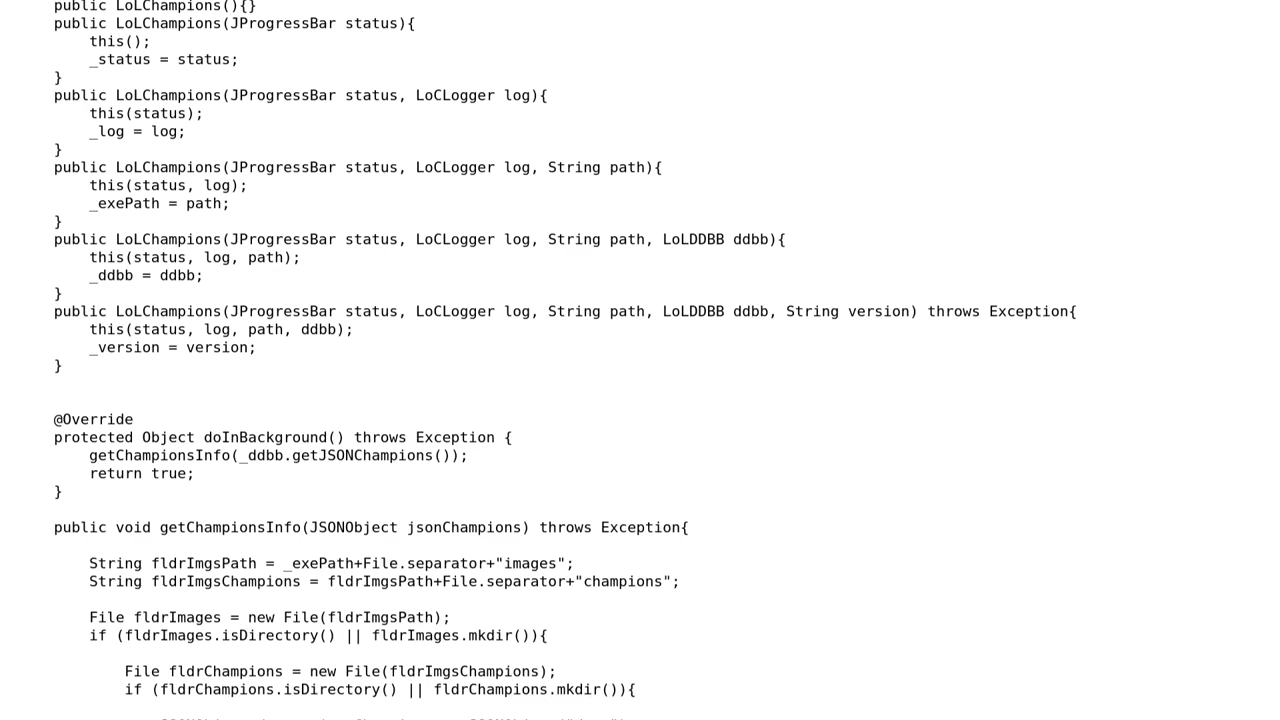 public LoLChampions(){}
public LoLChampions(JProgressBar status){
this();
_status = status;
}
public LoLChampions(JProgressBar status, LoCLogger log){
this(status);
_log = log;
}
public LoLChampions(JProgressBar status, LoCLogger log, String path){
this(status, log);
_exePath = path;
}
public LoLChampions(JProgressBar status, LoCLogger log, String path, LoLDDBB ddbb){
this(status, log, path);
_ddbb = ddbb;
}
public LoLChampions(JProgressBar status, LoCLogger log, String path, LoLDDBB ddbb, String version) throws Exception{
this(status, log, path, ddbb);
_version = version;
}
@Override
protected Object doInBackground() throws Exception {
getChampionsInfo(_ddbb.getJSONChampions());
return true;
}
public void getChampionsInfo(JSONObject jsonChampions) throws Exception{
String fldrImgsPath = _exePath+File.separator+"images";
String fldrImgsChampions = fldrImgsPath+File.separator+"champions";
File fldrImages = new File(fldrImgsPath);
if (fldrImages.isDirectory() || fldrImages.mkdir()){
File fldrChampions = new File(fldrImgsChampions);
if (fldrChampions.isDirectory() || fldrChampions.mkdir()){